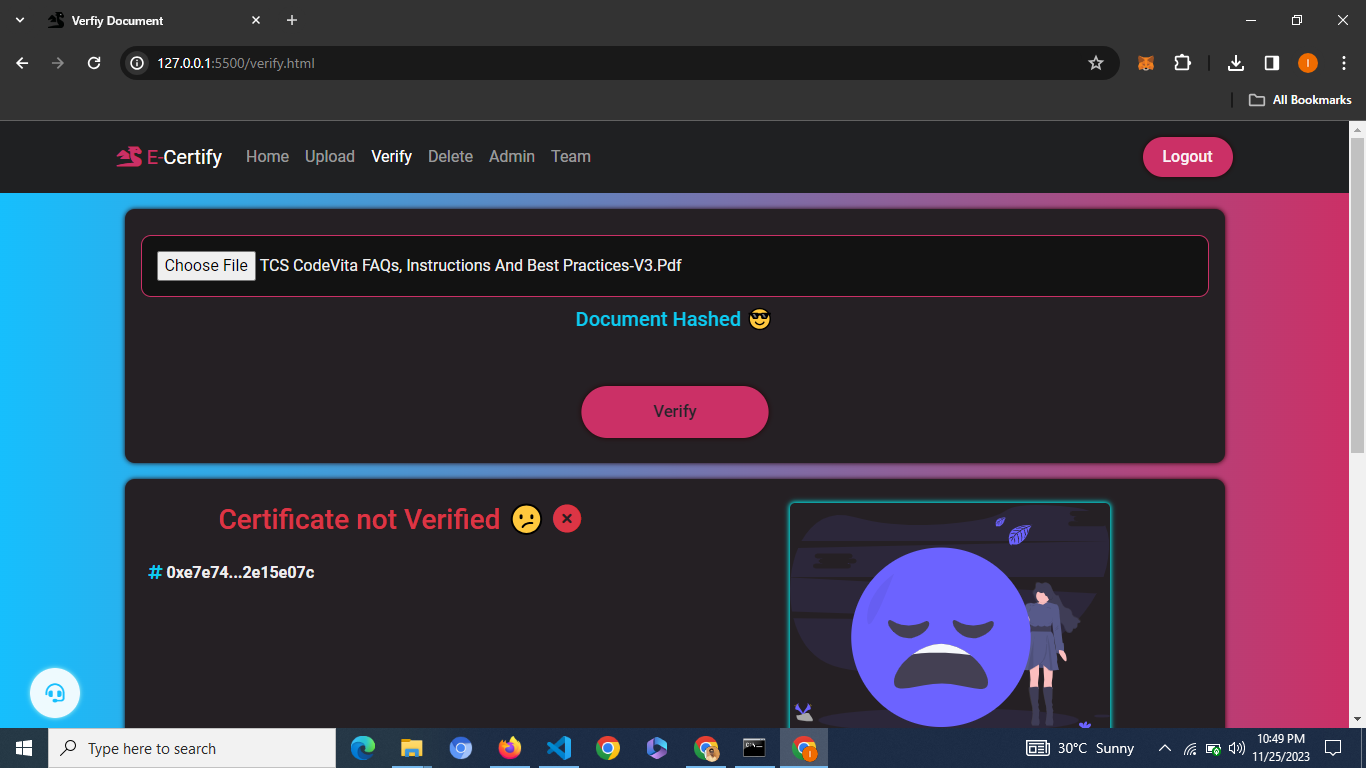 Verfiy Document
127.0.0.1:5500/verify.html
I
All Bookmarks
E-Certify Home Upload Verify Delete Admin Team Logout
Choose File TCS CodeVita FAQs, Instructions And Best Practices-V3.Pdf
Document Hashed 😎
Verify
Certificate not Verified 😕
# 0xe7e74...2e15e07c
Type here to search
30°C Sunny
10:49 PM
11/25/2023